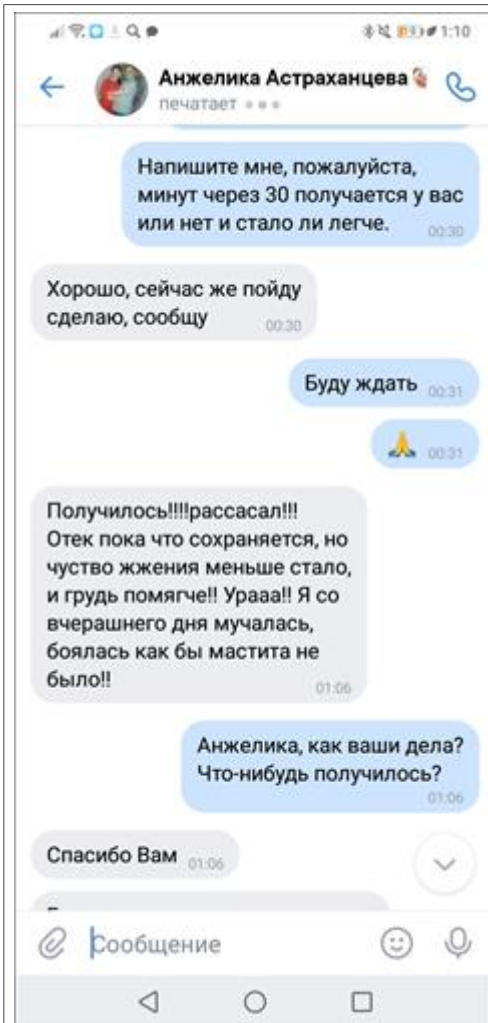 1:10
Анжелика Астраханцева
печатает
Напишите мне, пожалуйста,
минут через 30 получается у вас
или нет и стало ли легче.
00:30
Хорошо, сейчас же пойду
сделаю, сообщу
00:30
Буду ждать
00:31
00:31
Получилось!!!!рассасал!!!
Отек пока что сохраняется, но
чуство жжения меньше стало,
и грудь помягче!! Урааа!! Я со
вчерашнего дня мучалась,
боялась как бы мастита не
было!!
01:06
Анжелика, как ваши дела?
Что-нибудь получилось?
01:06
Спасибо Вам
01:06
Сообщение